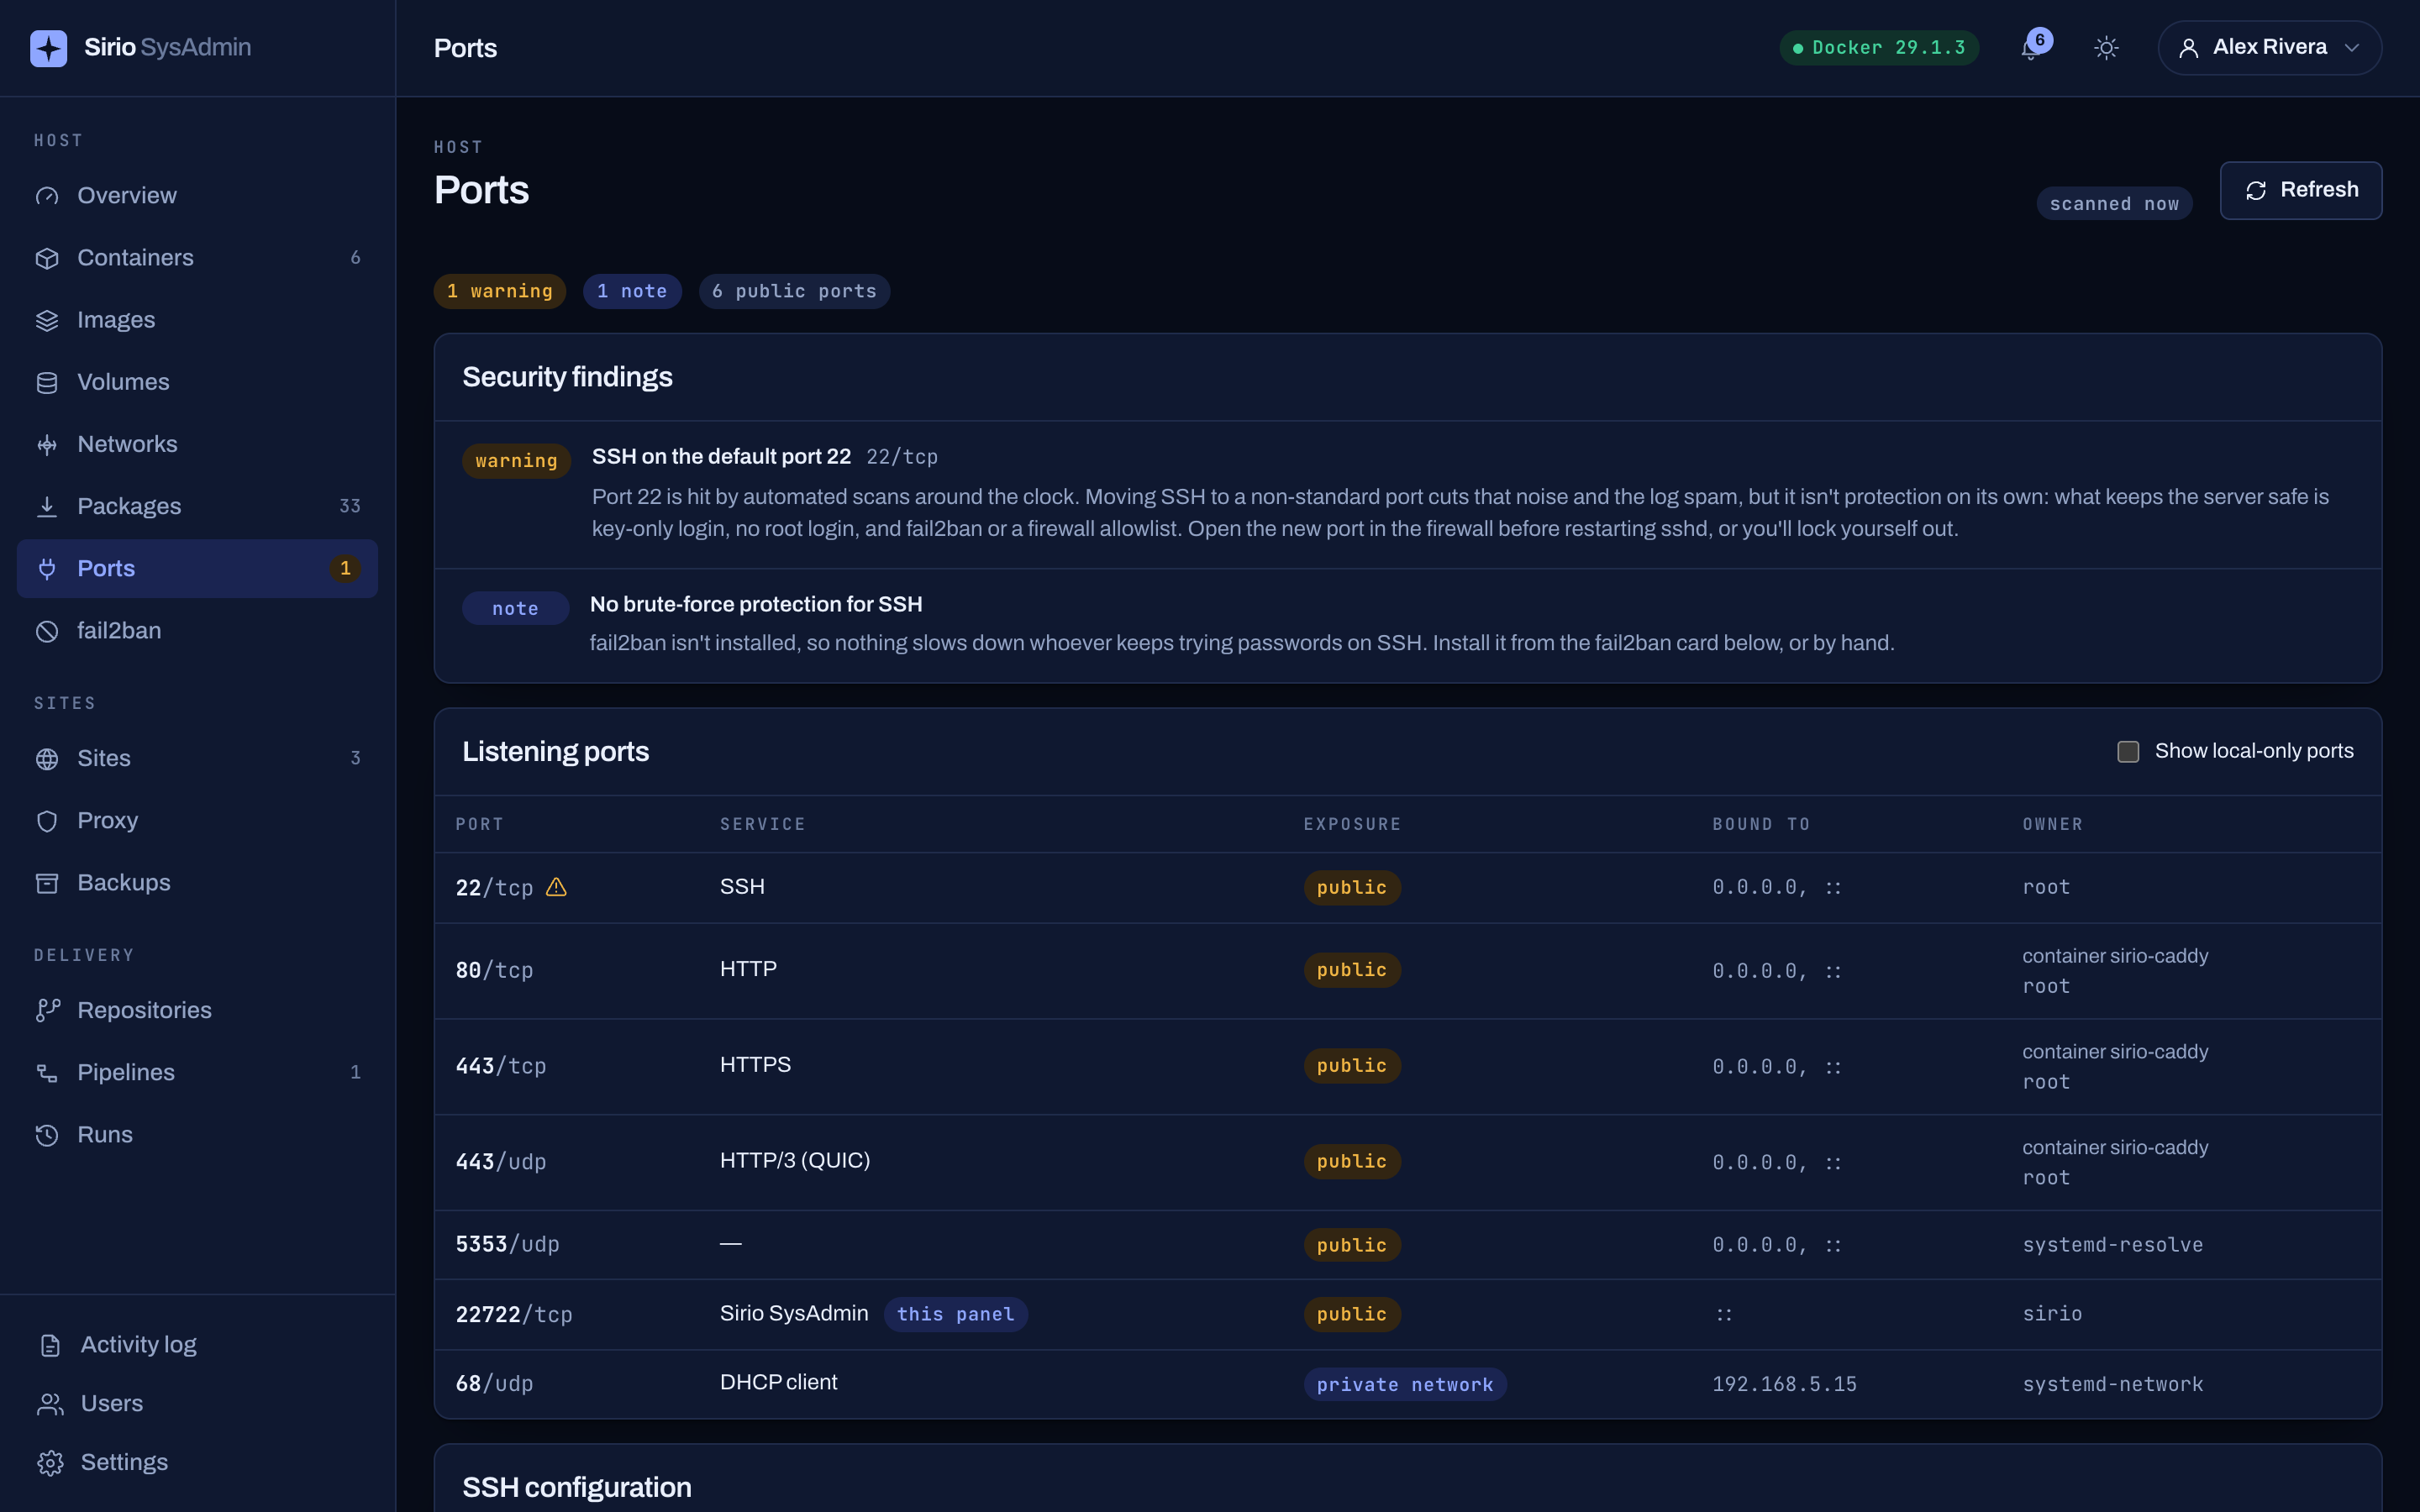 Sirio SysAdmin
Ports
Docker 29.1.3
6
Alex Rivera
HOST
Overview
Containers 6
Images
Volumes
Networks
Packages 33
Ports 1
fail2ban
SITES
Sites 3
Proxy
Backups
DELIVERY
Repositories
Pipelines 1
Runs
Activity log
Users
Settings
HOST
Ports
scanned now
Refresh
1 warning 1 note 6 public ports
Security findings
warning SSH on the default port 22 22/tcp
Port 22 is hit by automated scans around the clock. Moving SSH to a non-standard port cuts that noise and the log spam, but it isn't protection on its own: what keeps the server safe is
key-only login, no root login, and fail2ban or a firewall allowlist. Open the new port in the firewall before restarting sshd, or you'll lock yourself out.
note No brute-force protection for SSH
fail2ban isn't installed, so nothing slows down whoever keeps trying passwords on SSH. Install it from the fail2ban card below, or by hand.
Listening ports
Show local-only ports
PORT SERVICE EXPOSURE BOUND TO OWNER
22/tcp SSH public 0.0.0.0, :: root
80/tcp HTTP public 0.0.0.0, :: container sirio-caddy
root
443/tcp HTTPS public 0.0.0.0, :: container sirio-caddy
root
443/udp HTTP/3 (QUIC) public 0.0.0.0, :: container sirio-caddy
root
5353/udp — public 0.0.0.0, :: systemd-resolve
22722/tcp Sirio SysAdmin this panel public :: sirio
68/udp DHCP client private network 192.168.5.15 systemd-network
SSH configuration